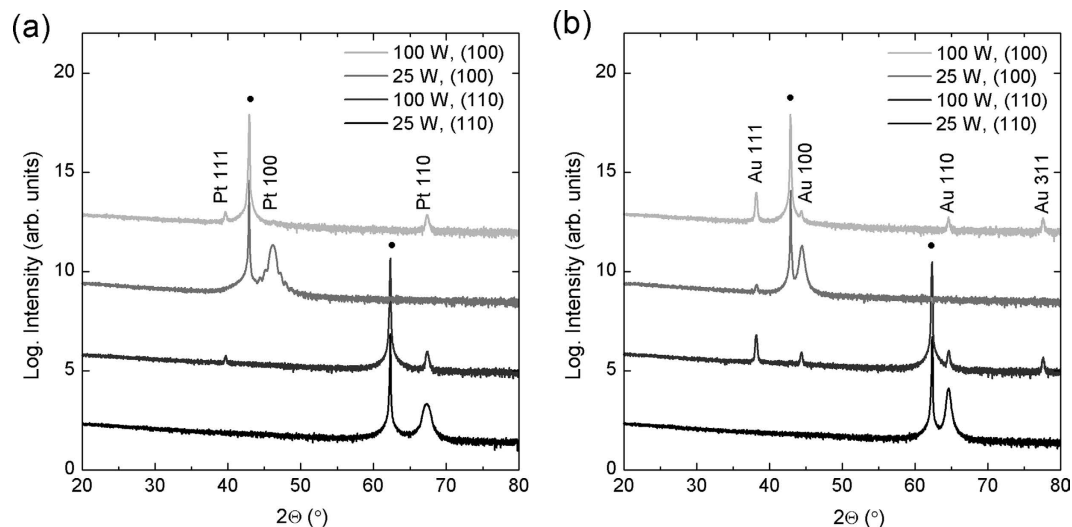 (a)
100 W, (100)
25 W, (100)
100 W, (110)
25 W, (110)
Pt 111
Pt 100
Pt 110
20
15
10
5
0
Log. Intensity (arb. units)
20 30 40 50 60 70 80
2Θ (°)
(b)
100 W, (100)
25 W, (100)
100 W, (110)
25 W, (110)
Au 111
Au 100
Au 110
Au 311
20
15
10
5
0
Log. Intensity (arb. units)
20 30 40 50 60 70 80
2Θ (°)